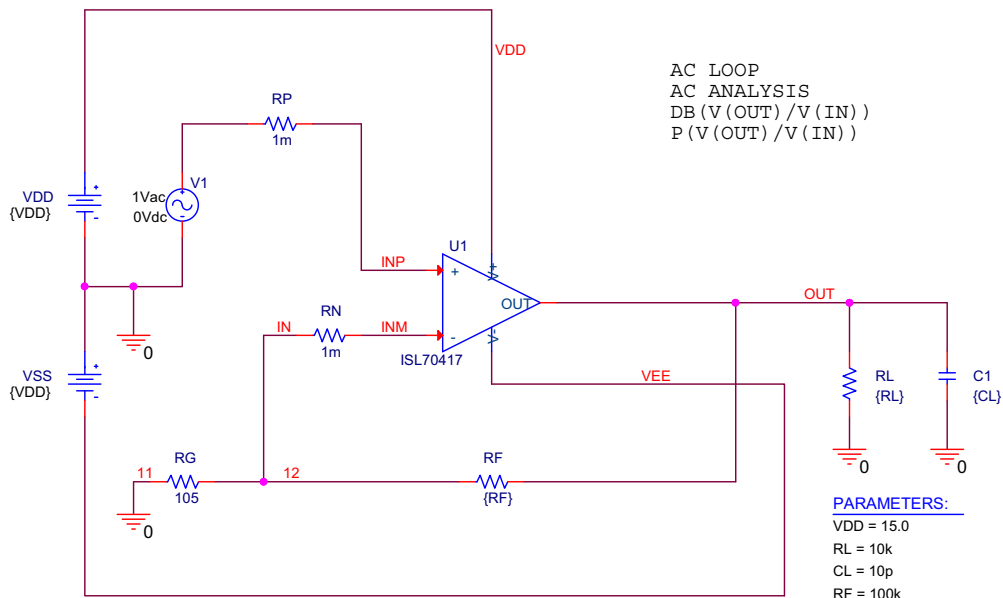 VDD
AC LOOP
AC ANALYSIS
DB(V(OUT)/V(IN))
P(V(OUT)/V(IN))
RP
1m
V1
1Vac
0Vdc
VDD
{VDD}
+
-
+
-
U1
INP
+
V+
OUT
OUT
IN
RN
INM
1m
-
V-
ISL70417
0
VSS
{VDD}
+
-
VEE
RL
{RL}
C1
{CL}
0
0
11
RG
105
12
RF
{RF}
0
PARAMETERS:
VDD = 15.0
RL = 10k
CL = 10p
RF = 100k